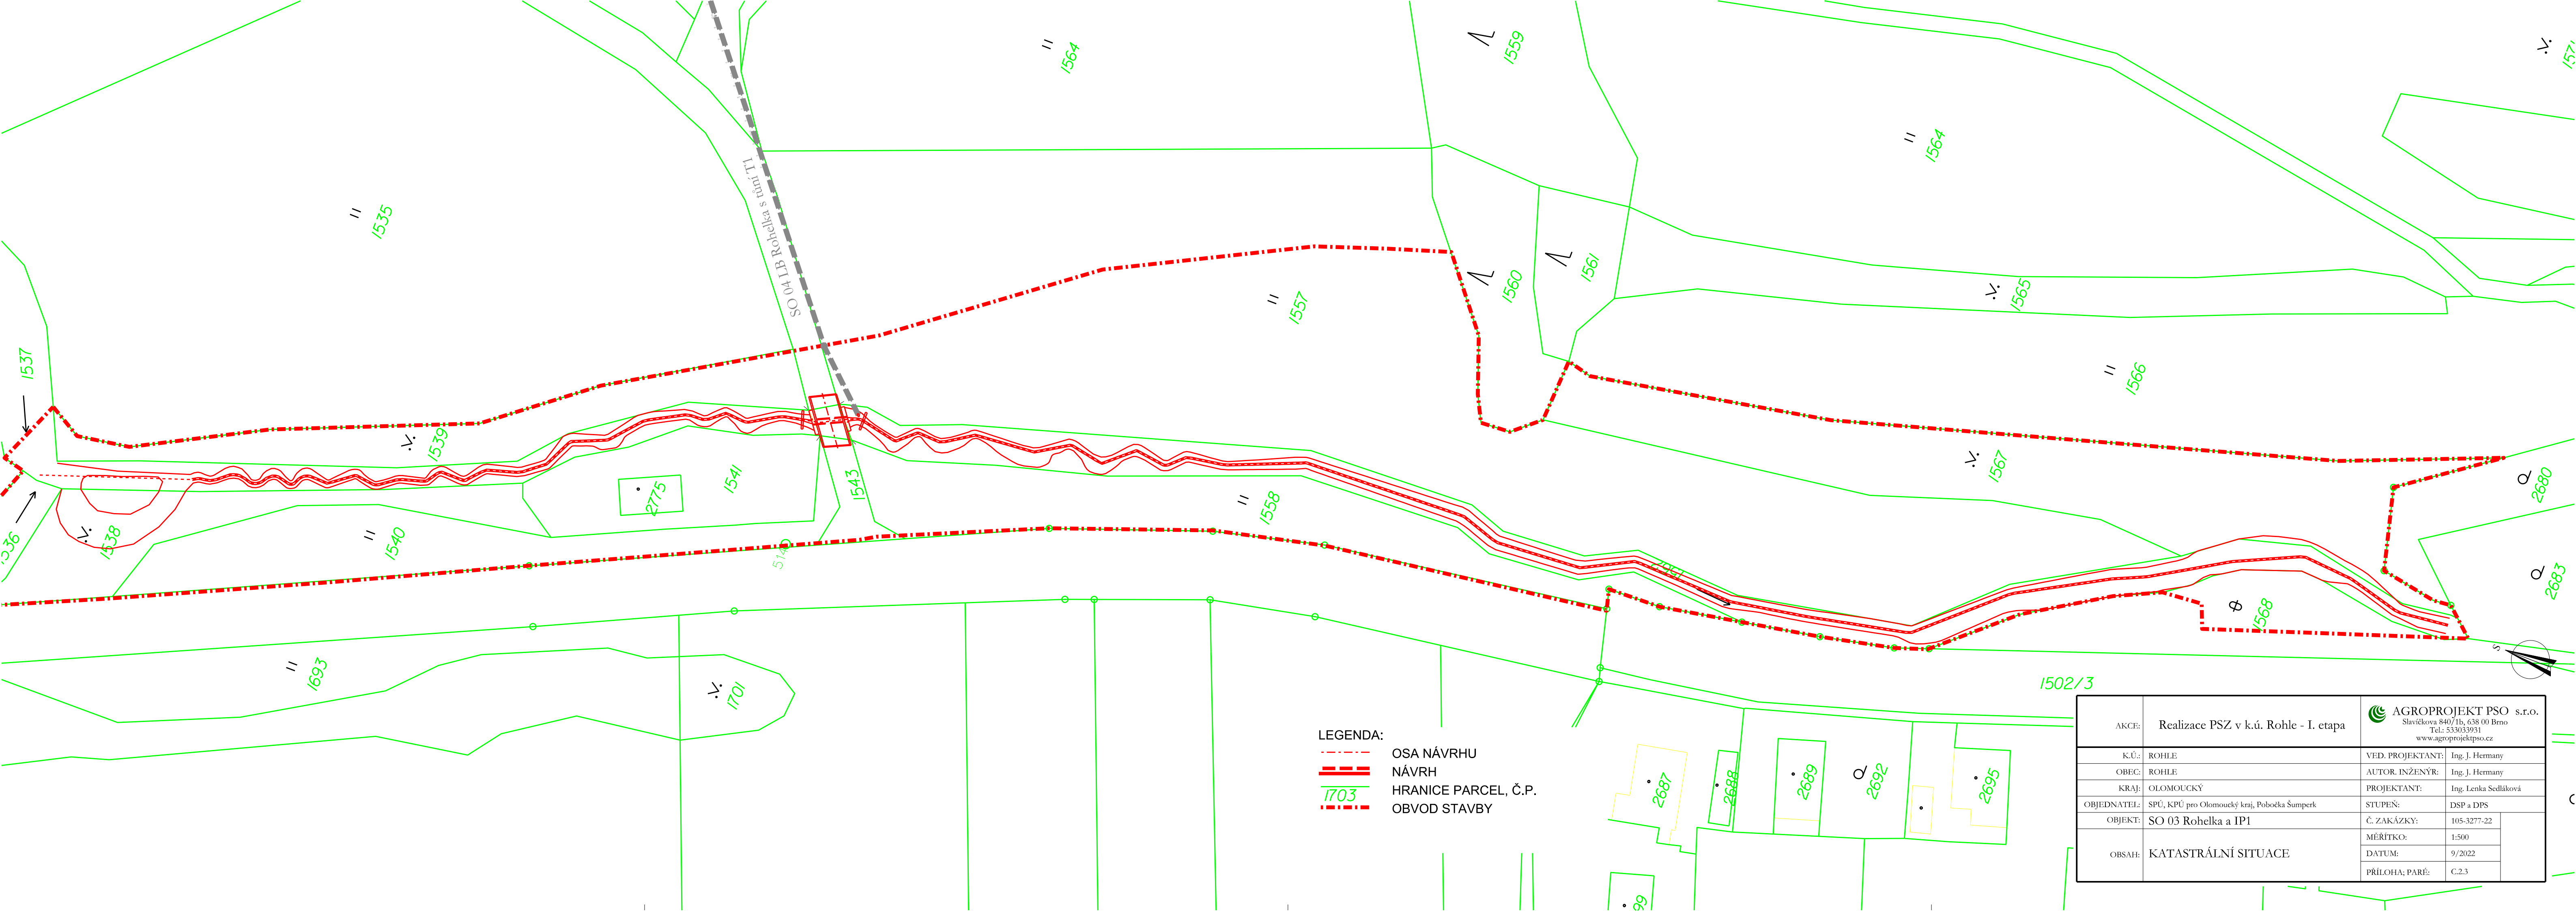 1564
1559
1564
1535
SO 04 LB Rohelka s tůní T1
1560
1561
1565
1557
1537
1566
1539
1567
1541
1543
2775
1558
2680
1538
1540
2683
1568
S
1693
1701
1502/3
2687
2688
2689
2692
2695
LEGENDA:
OSA NÁVRHU
NÁVRH
1703 HRANICE PARCEL, Č.P.
OBVOD STAVBY
AKCE: Realizace PSZ v k.ú. Rohle - I. etapa
AGROPROJEKT PSO s.r.o.
Slavíčkova 840/1b, 638 00 Brno
Tel.: 533033931
www.agroprojektpso.cz
K.Ú.: ROHLE VED. PROJEKTANT: Ing. J. Hermany
OBEC: ROHLE AUTOR. INŽENÝR: Ing. J. Hermany
KRAJ: OLOMOUCKÝ PROJEKTANT: Ing. Lenka Sedláková
OBJEDNATEL: SPÚ, KPÚ pro Olomoucký kraj, Pobočka Šumperk STUPEŇ: DSP a DPS
OBJEKT: SO 03 Rohelka a IP1 Č. ZAKÁZKY: 105-3277-22
MĚŘÍTKO: 1:500
OBSAH: KATASTRÁLNÍ SITUACE DATUM: 9/2022
PŘÍLOHA; PARÉ: C.2.3